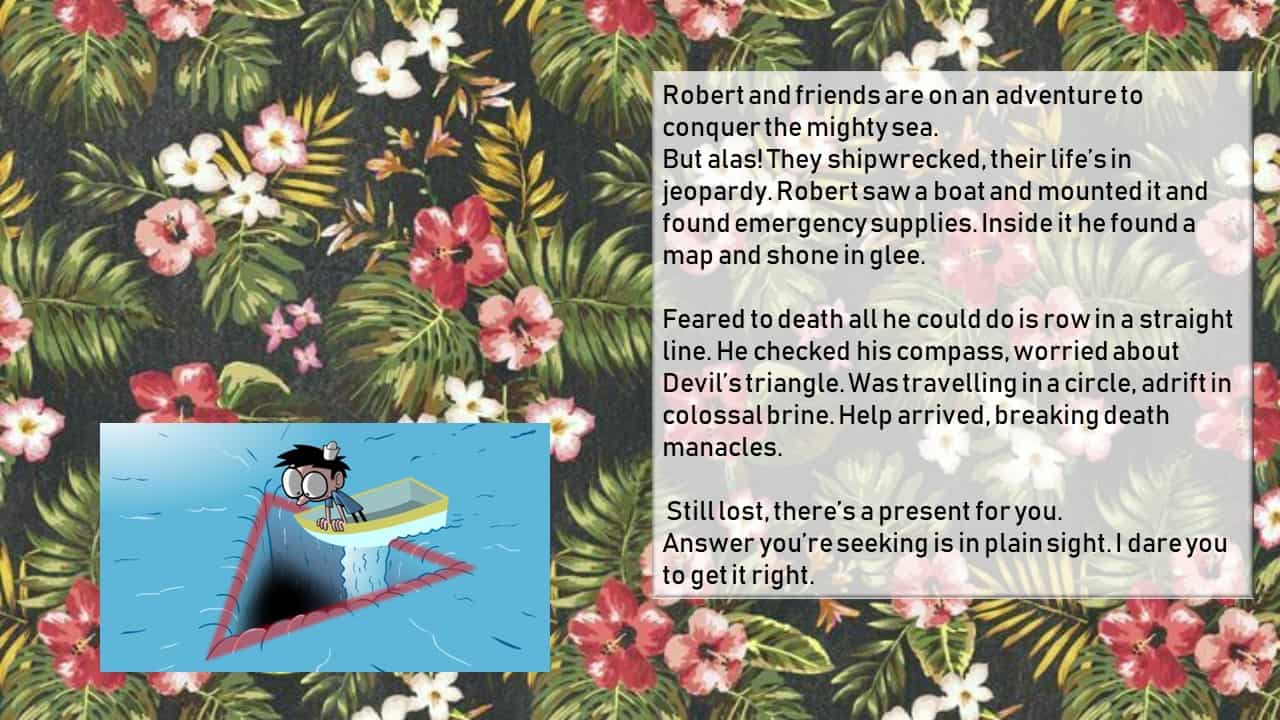 Robert and friends are on an adventure to
conquer the mighty sea.
But alas! They shipwrecked, their life’s in
jeopardy. Robert saw a boat and mounted it and
found emergency supplies. Inside it he found a
map and shone in glee.
Feared to death all he could do is row in a straight
line. He checked his compass, worried about
Devil’s triangle. Was travelling in a circle, adrift in
colossal brine. Help arrived, breaking death
manacles.
Still lost, there’s a present for you.
Answer you’re seeking is in plain sight. I dare you
to get it right.